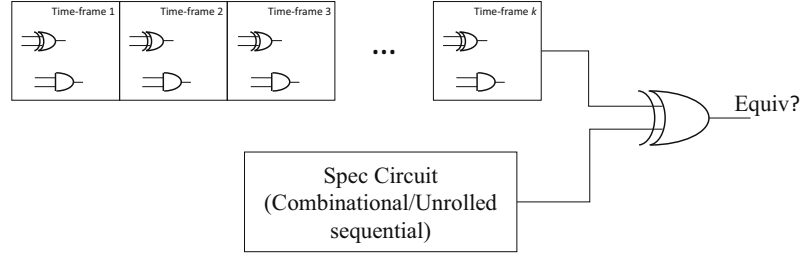 Time-frame 1 Time-frame 2 Time-frame 3 ... Time-frame k
Equiv?
Spec Circuit
(Combinational/Unrolled
sequential)